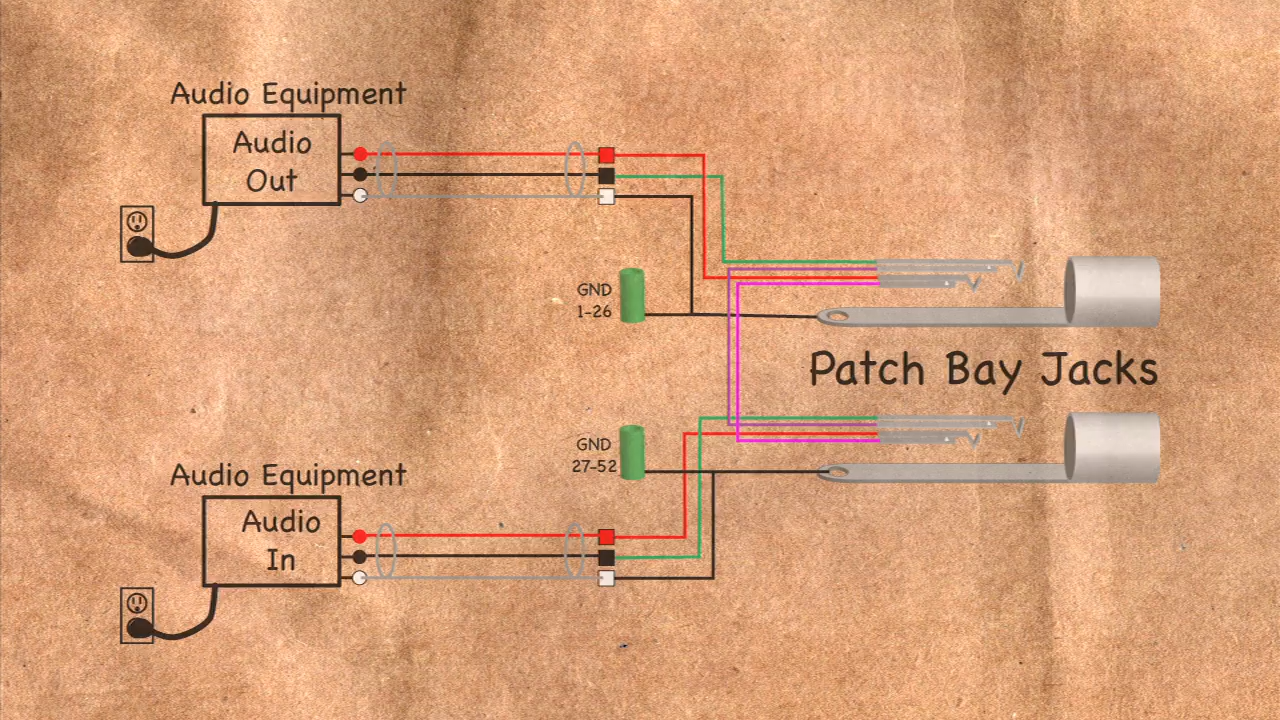 Audio Equipment
Audio
Out
GND
1-26
Patch Bay Jacks
GND
27-52
Audio Equipment
Audio
In